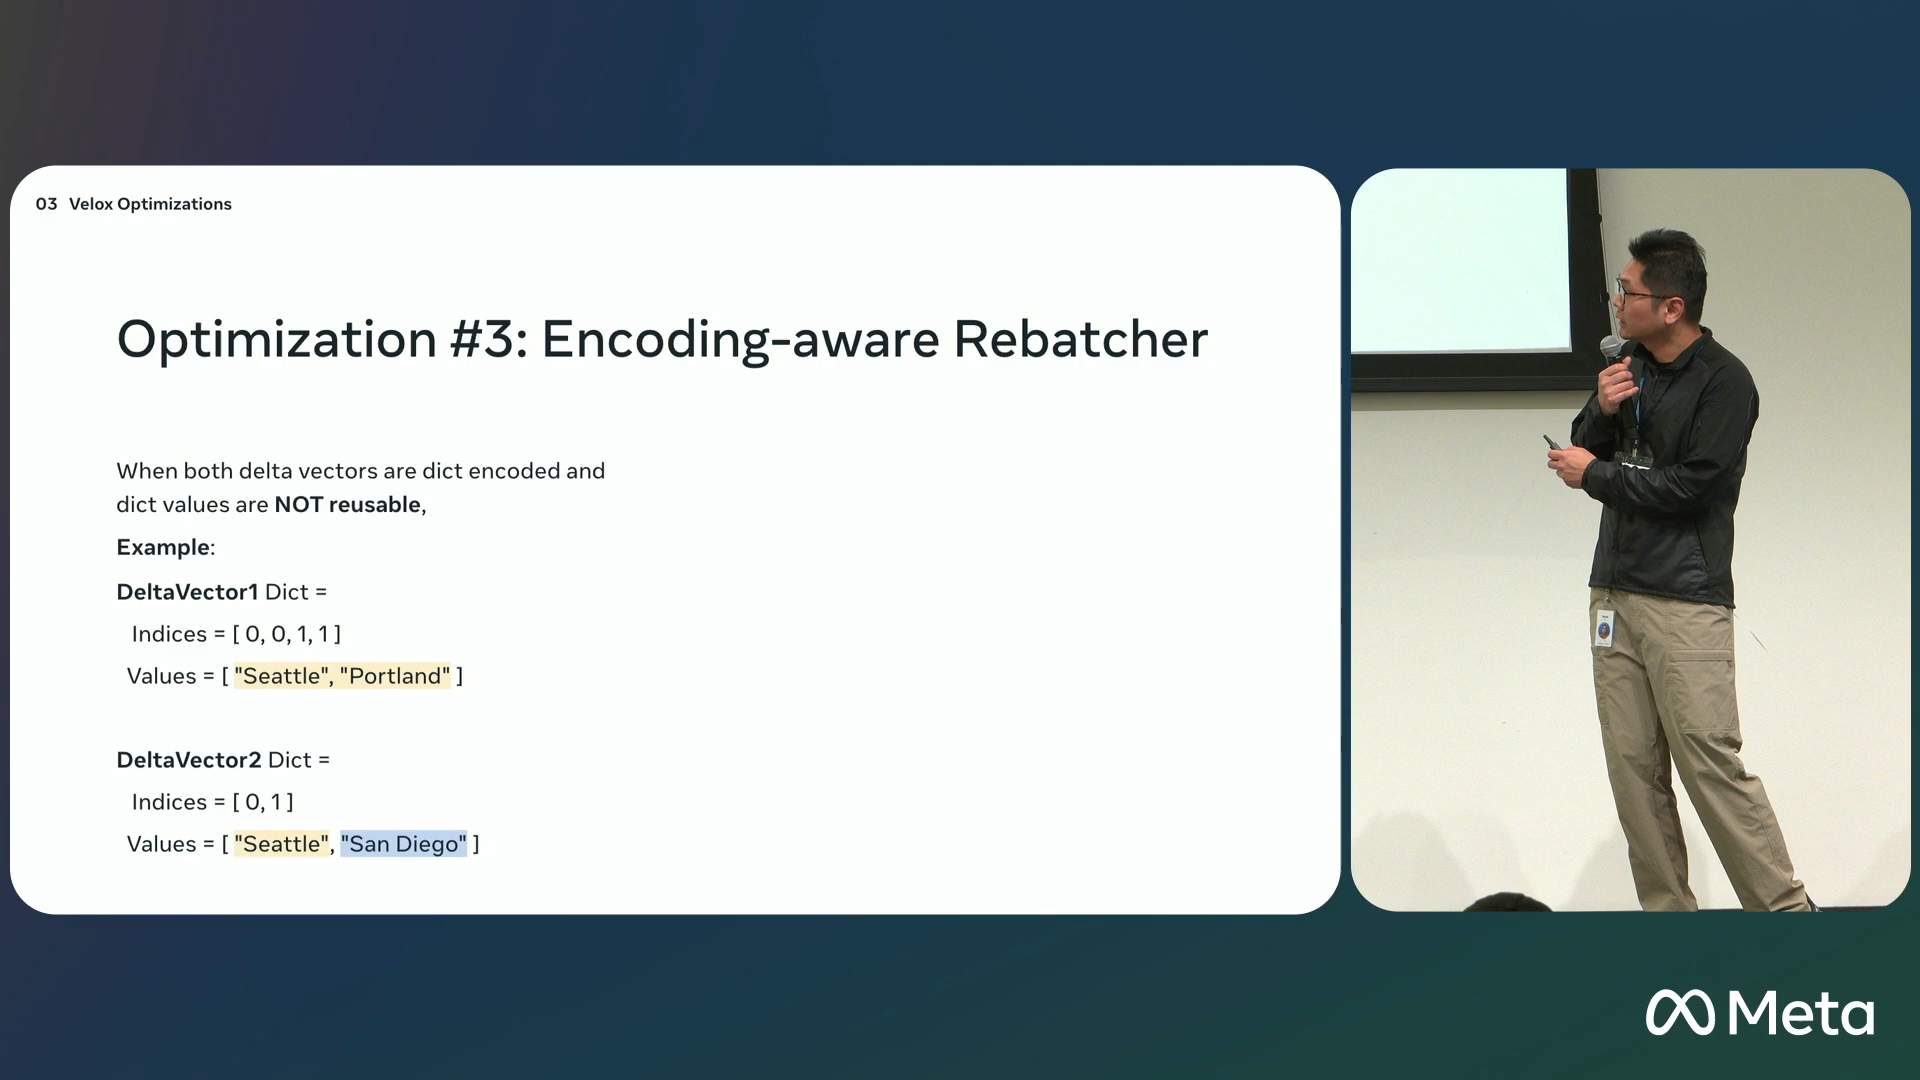 03 Velox Optimizations
Optimization #3: Encoding-aware Rebatcher
When both delta vectors are dict encoded and
dict values are NOT reusable,
Example:
DeltaVector1 Dict =
Indices = [ 0, 0, 1, 1 ]
Values = [ "Seattle", "Portland" ]
DeltaVector2 Dict =
Indices = [ 0, 1 ]
Values = [ "Seattle", "San Diego" ]
Meta